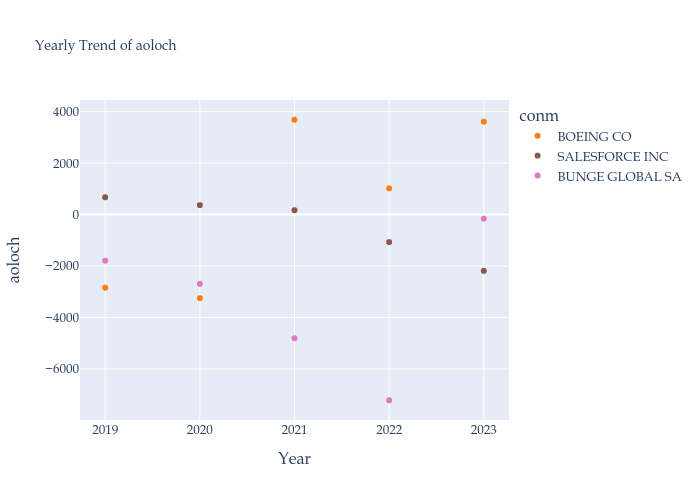 Yearly Trend of aoloch
conm
BOEING CO
SALESFORCE INC
BUNGE GLOBAL SA
4000
2000
0
−2000
−4000
−6000
aoloch
2019 2020 2021 2022 2023
Year